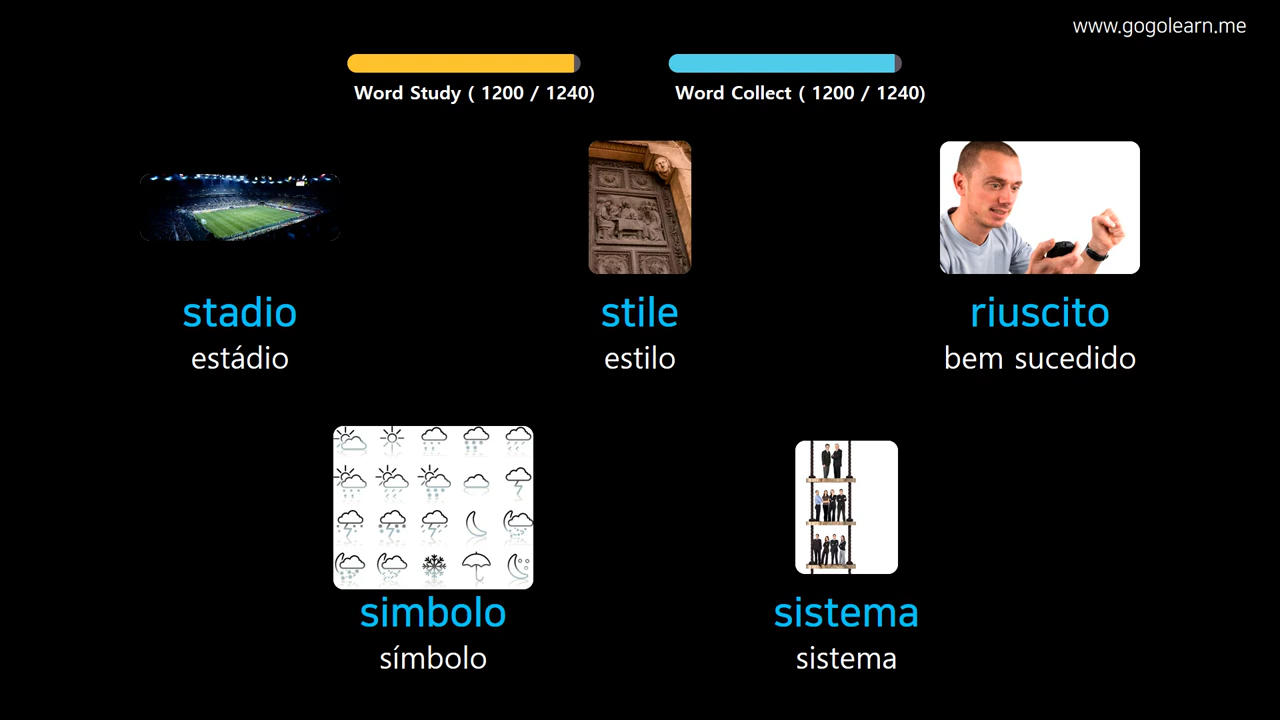 www.gogolearn.me
Word Study ( 1200 / 1240)
Word Collect ( 1200 / 1240)
stadio
estádio
stile
estilo
riuscito
bem sucedido
simbolo
símbolo
sistema
sistema